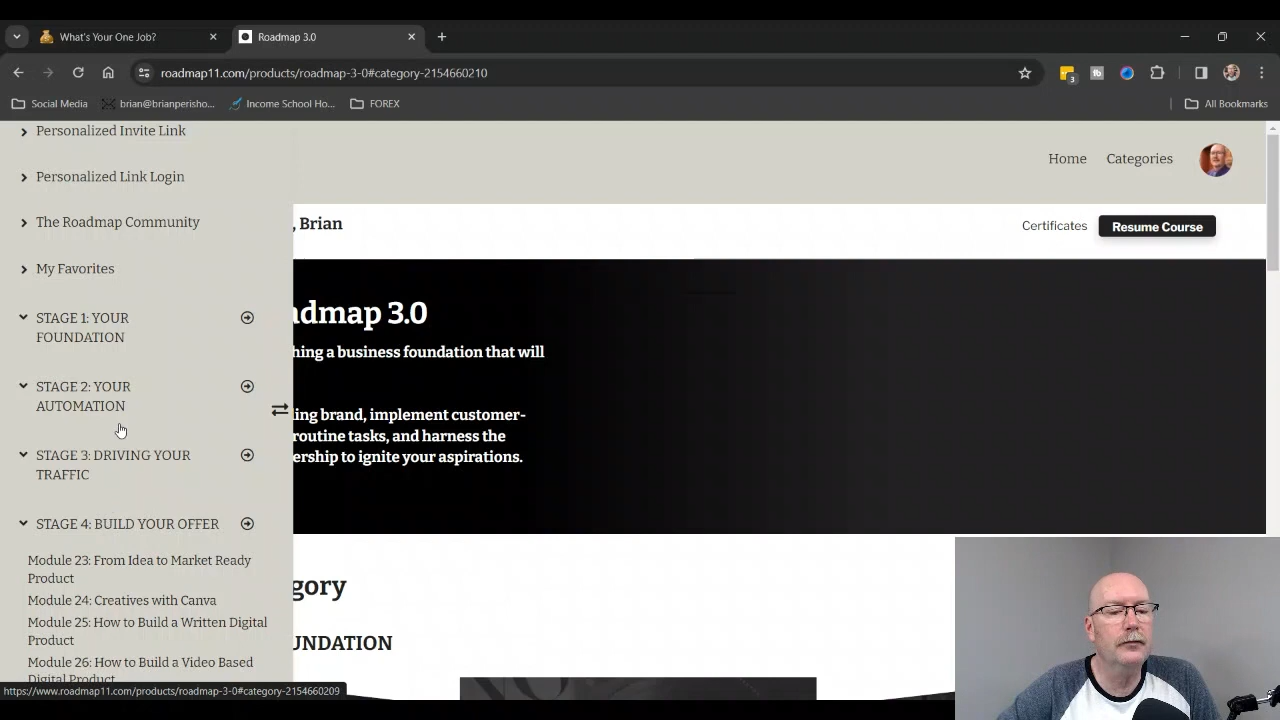 What's Your One Job?
Roadmap 3.0
roadmap11.com/products/roadmap-3-0#category-2154660210
3
Social Media
brian@brianperisho...
Income School Ho...
FOREX
All Bookmarks
Personalized Invite Link
Personalized Link Login
The Roadmap Community
My Favorites
STAGE 1: YOUR
FOUNDATION
STAGE 2: YOUR
AUTOMATION
STAGE 3: DRIVING YOUR
TRAFFIC
STAGE 4: BUILD YOUR OFFER
Module 23: From Idea to Market Ready
Product
Module 24: Creatives with Canva
Module 25: How to Build a Written Digital
Product
Module 26: How to Build a Video Based
Digital Product
https://www.roadmap11.com/products/roadmap-3-0#category-2154660209
Home
Categories
, Brian
Certificates
Resume Course
admap 3.0
hing a business foundation that will
ing brand, implement customer-
routine tasks, and harness the
ership to ignite your aspirations.
gory
UNDATION